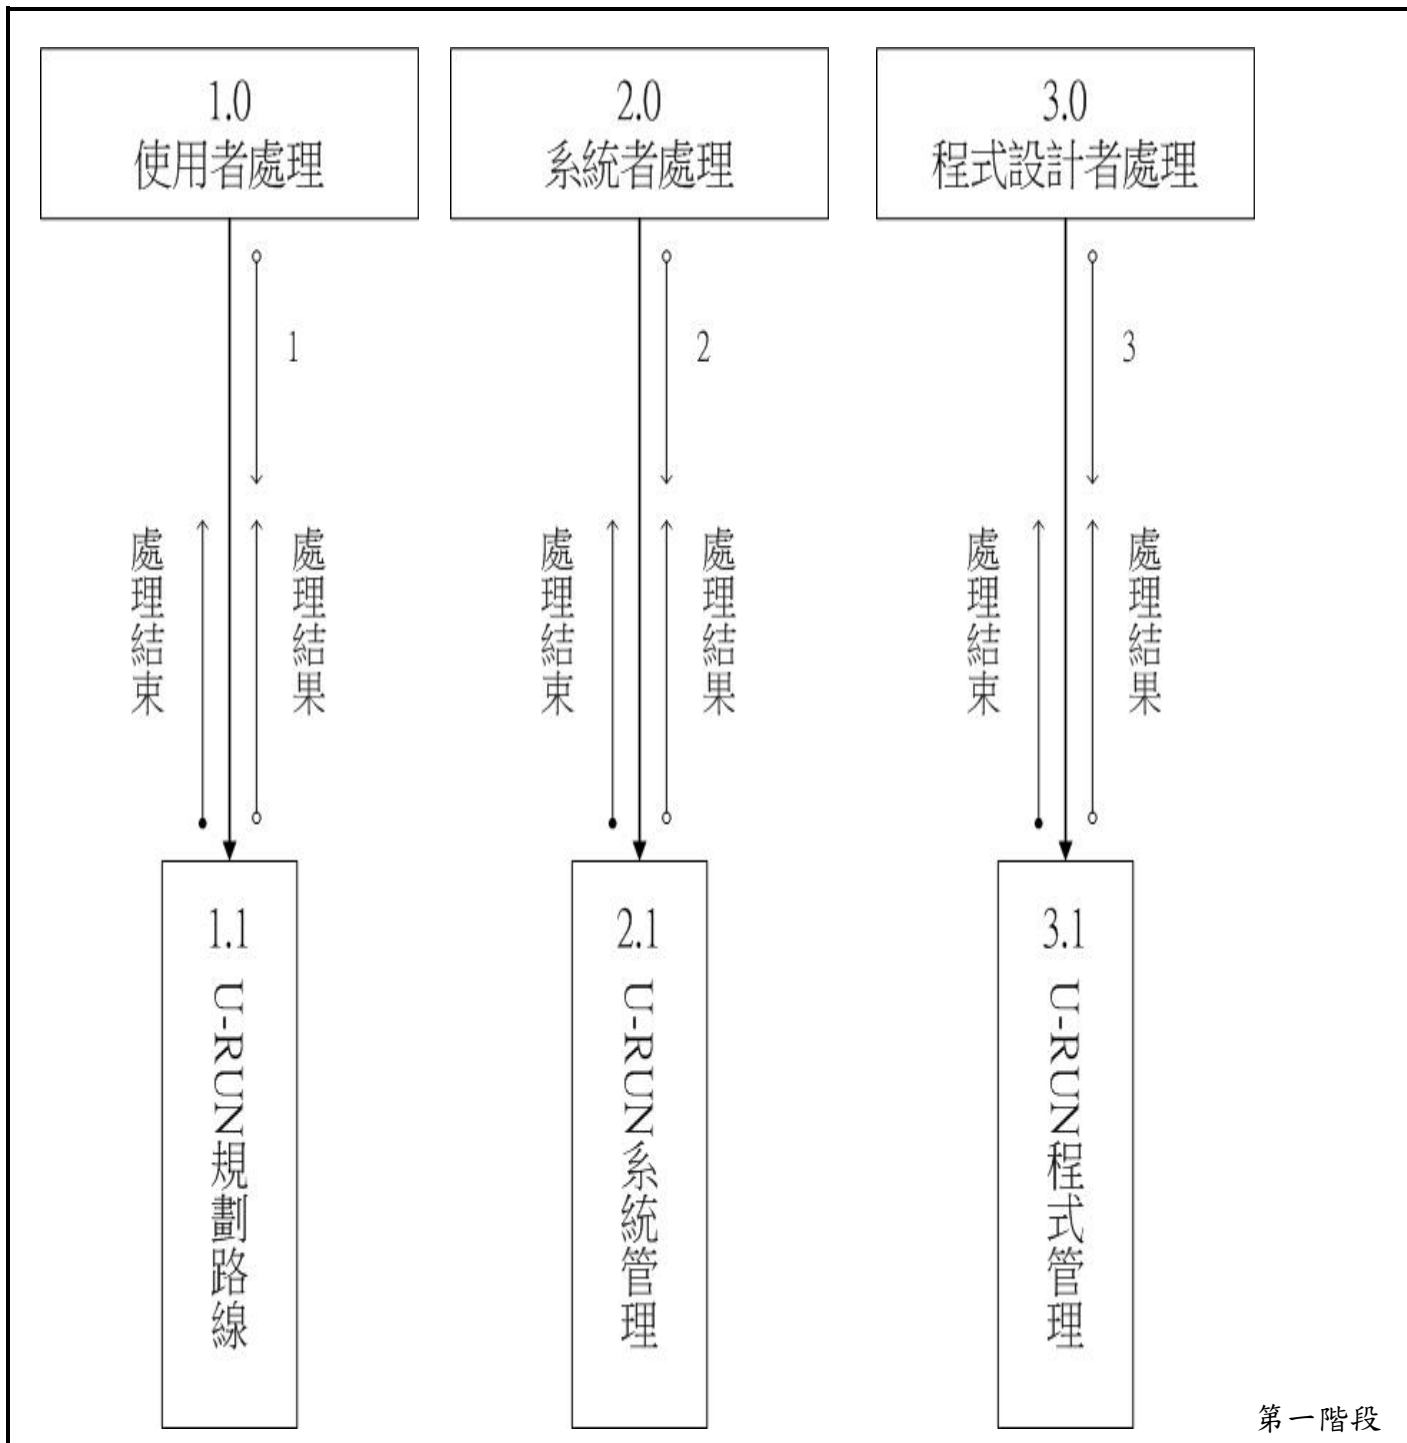 1.0
使用者處理
2.0
系統者處理
3.0
程式設計者處理
1
2
3
處理結束
處理結果
處理結束
處理結果
處理結束
處理結果
1.1
U-RUN規劃路線
2.1
U-RUN系統管理
3.1
U-RUN程式管理
第一階段